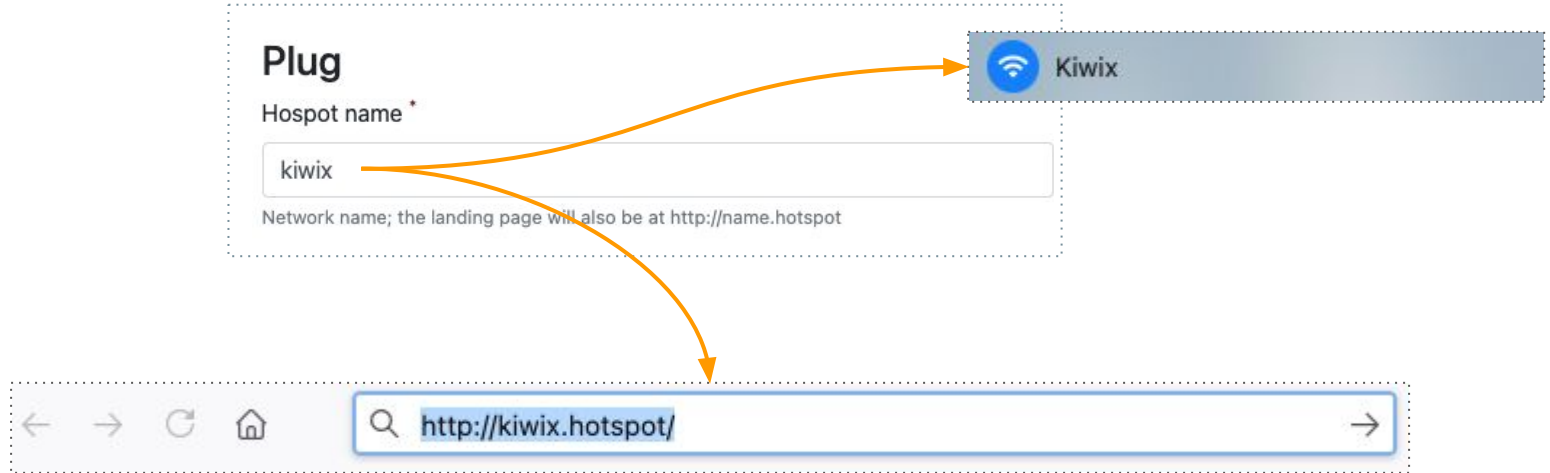 Plug
Hospot name *
kiwix
Network name; the landing page will also be at http://name.hotspot
Kiwix
http://kiwix.hotspot/